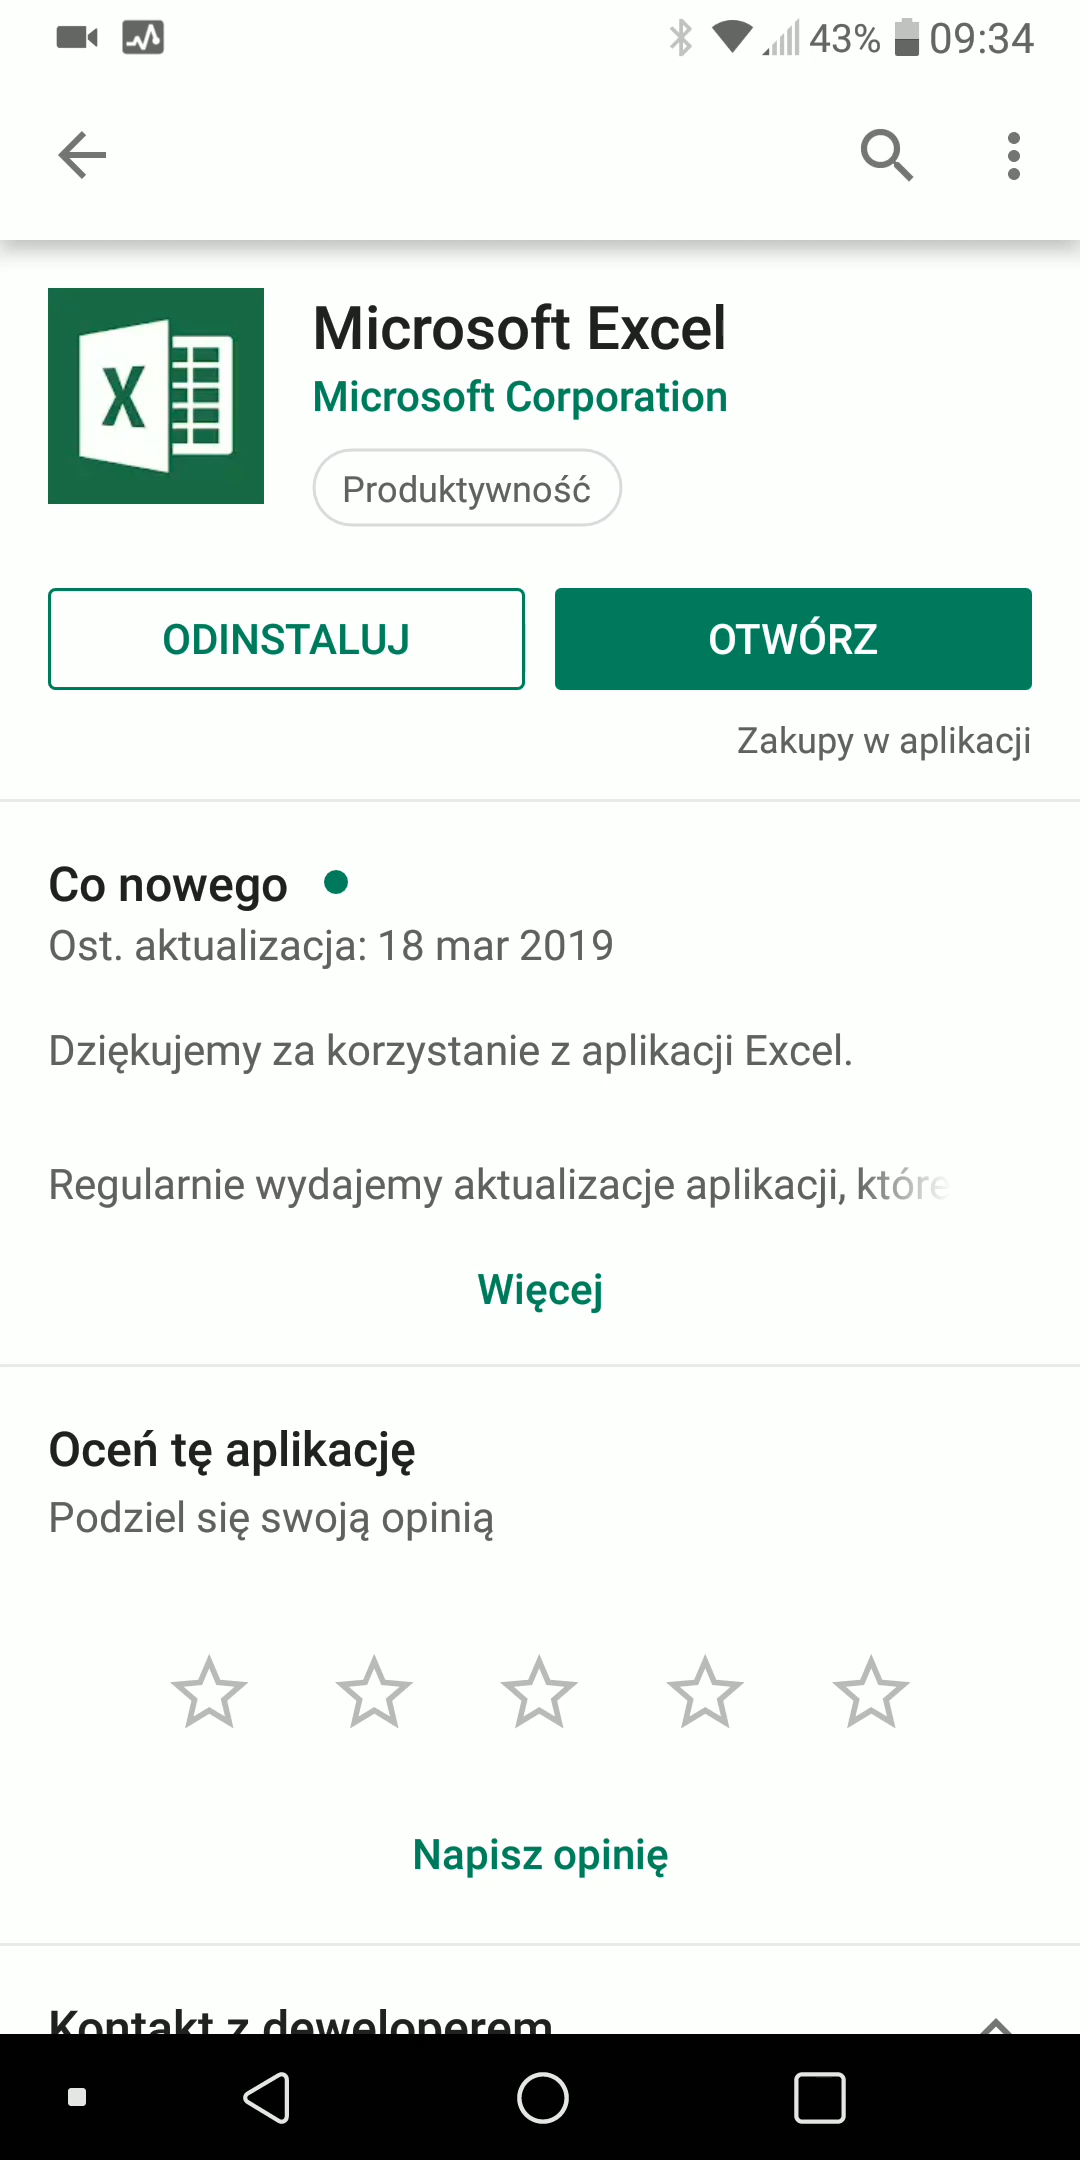 43% 09:34
Microsoft Excel
Microsoft Corporation
Produktywność
ODINSTALUJ
OTWÓRZ
Zakupy w aplikacji
Co nowego
Ost. aktualizacja: 18 mar 2019
Dziękujemy za korzystanie z aplikacji Excel.
Regularnie wydajemy aktualizacje aplikacji, które
Więcej
Oceń tę aplikację
Podziel się swoją opinią
Napisz opinię
Kontakt z deweloperem